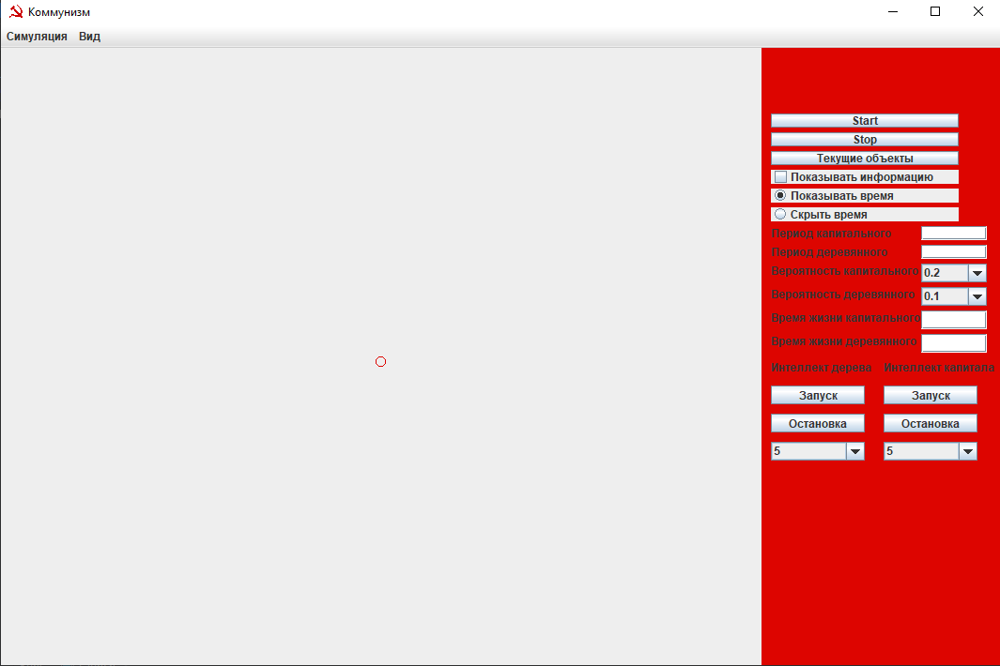 Коммунизм
Симуляция Вид
Start
Stop
Текущие объекты
Показывать информацию
Показывать время
Скрыть время
Период капитального
Период деревянного
Вероятность капитального 0.2
Вероятность деревянного 0.1
Время жизни капитального
Время жизни деревянного
Интеллект дерева Интеллект капитала
Запуск Запуск
Остановка Остановка
5 5